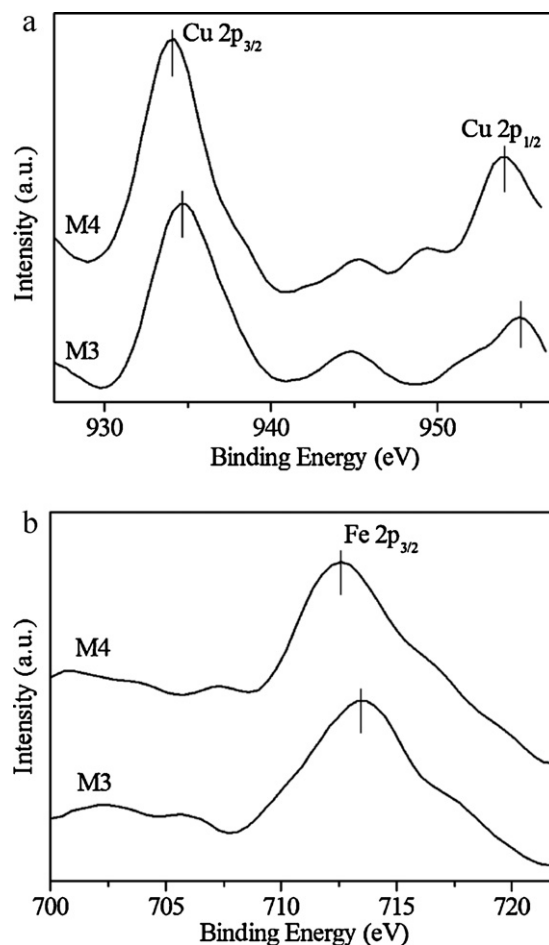 a
Cu 2p3/2
Cu 2p1/2
M4
M3
Intensity (a.u.)
930 940 950
Binding Energy (eV)
b
Fe 2p3/2
M4
M3
Intensity (a.u.)
700 705 710 715 720
Binding Energy (eV)